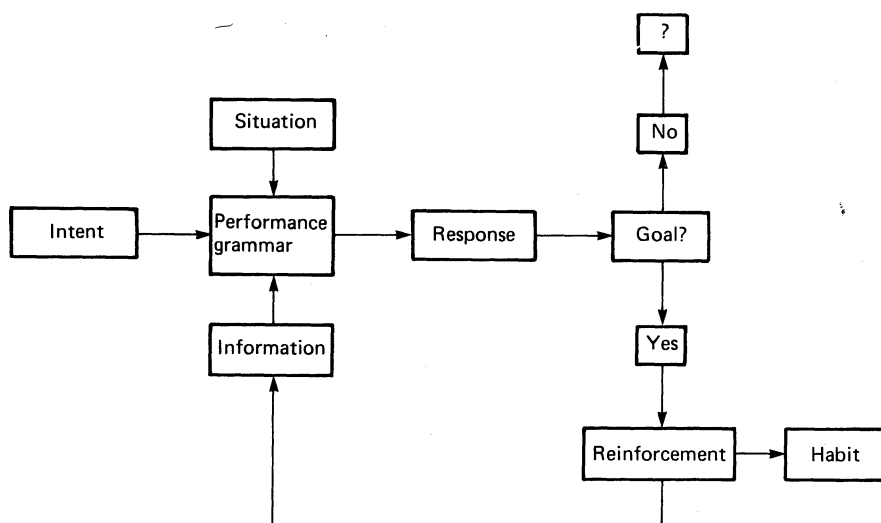 ?
No
Situation
Intent
Performance
grammar
Response
Goal?
Information
Yes
Reinforcement
Habit